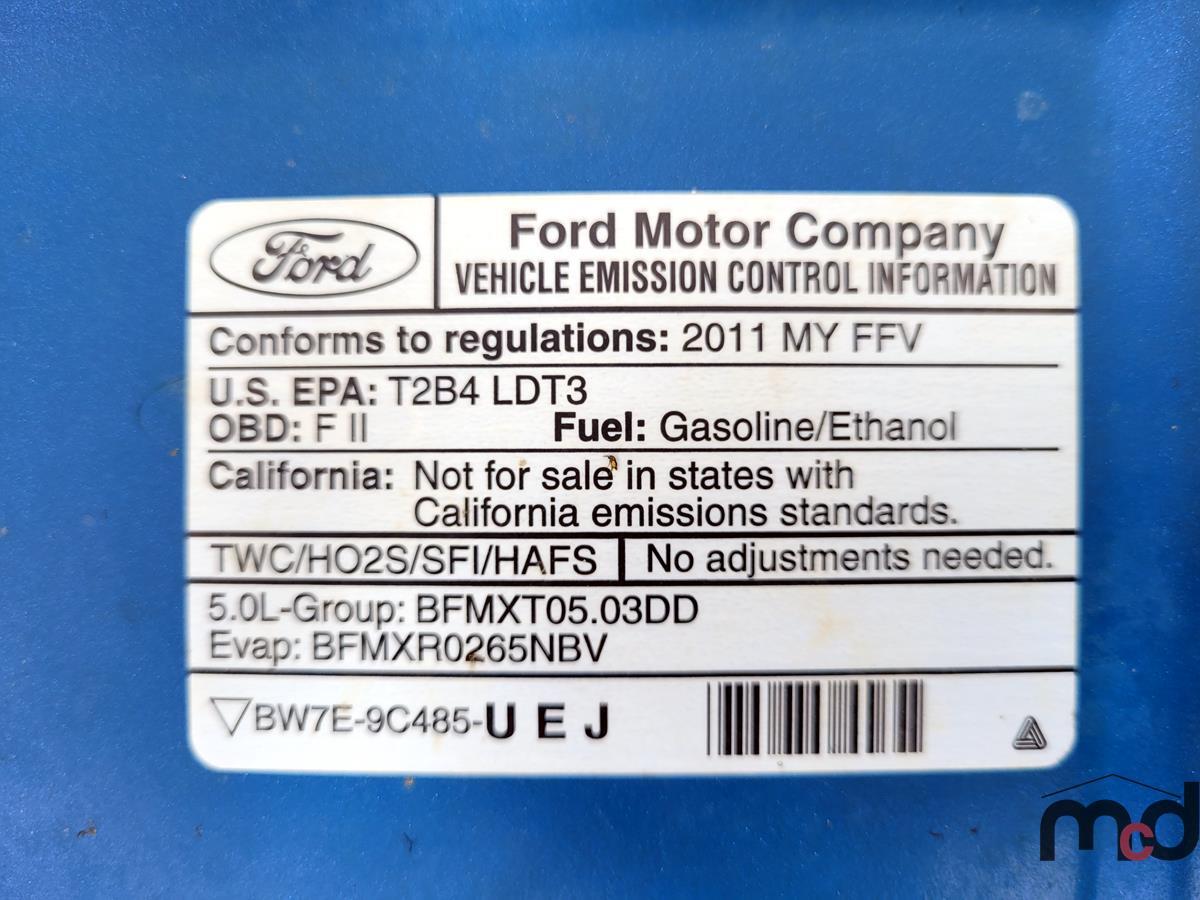 Ford
Ford Motor Company
VEHICLE EMISSION CONTROL INFORMATION
Conforms to regulations: 2011 MY FFV
U.S. EPA: T2B4 LDT3
OBD: F II Fuel: Gasoline/Ethanol
California: Not for sale in states with
California emissions standards.
TWC/HO2S/SFI/HAFS No adjustments needed.
5.0L-Group: BFMXT05.03DD
Evap: BFMXR0265NBV
▽BW7E-9C485-U E J
mcd